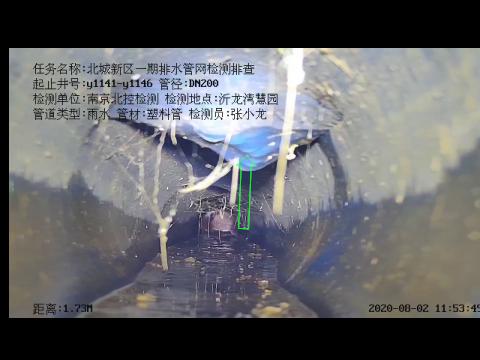 任务名称:北城新区一期排水管网检测排查
起止井号:y1141-y1146 管径:DN200
检测单位:南京北控检测 检测地点:沂龙湾慧园
管道类型:雨水 管材:塑料管 检测员:张小龙
距离:1.73M
2020-08-02 11:53:49